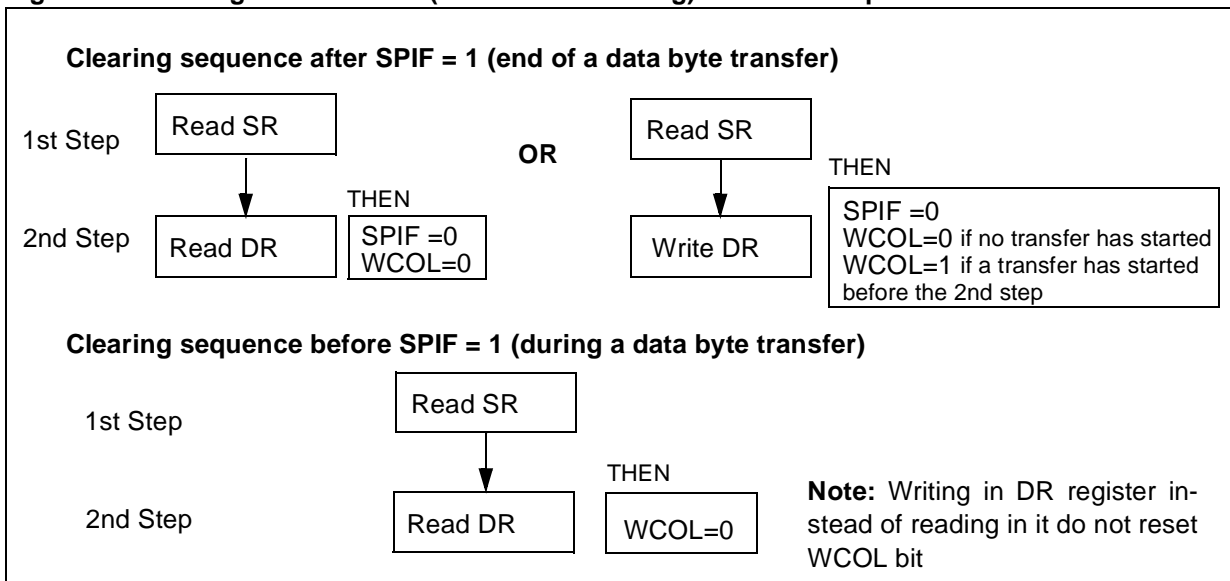 Clearing sequence after SPIF = 1 (end of a data byte transfer)
1st Step
Read SR
OR
Read SR
THEN
THEN
2nd Step
Read DR
SPIF =0
WCOL=0
Write DR
SPIF =0
WCOL=0 if no transfer has started
WCOL=1 if a transfer has started
before the 2nd step
Clearing sequence before SPIF = 1 (during a data byte transfer)
1st Step
Read SR
THEN
2nd Step
Read DR
WCOL=0
Note: Writing in DR register in-
stead of reading in it do not reset
WCOL bit